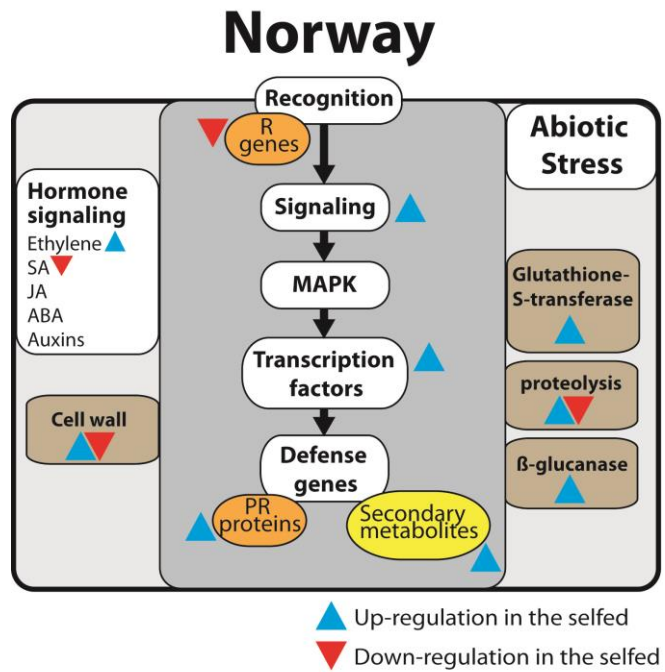 Norway
Recognition
R
genes
Abiotic
Stress
Hormone
signaling
Ethylene
SA
JA
ABA
Auxins
Signaling
MAPK
Glutathione-
S-transferase
Transcription
factors
proteolysis
Cell wall
Defense
genes
ß-glucanase
PR
proteins
Secondary
metabolites
Up-regulation in the selfed
Down-regulation in the selfed